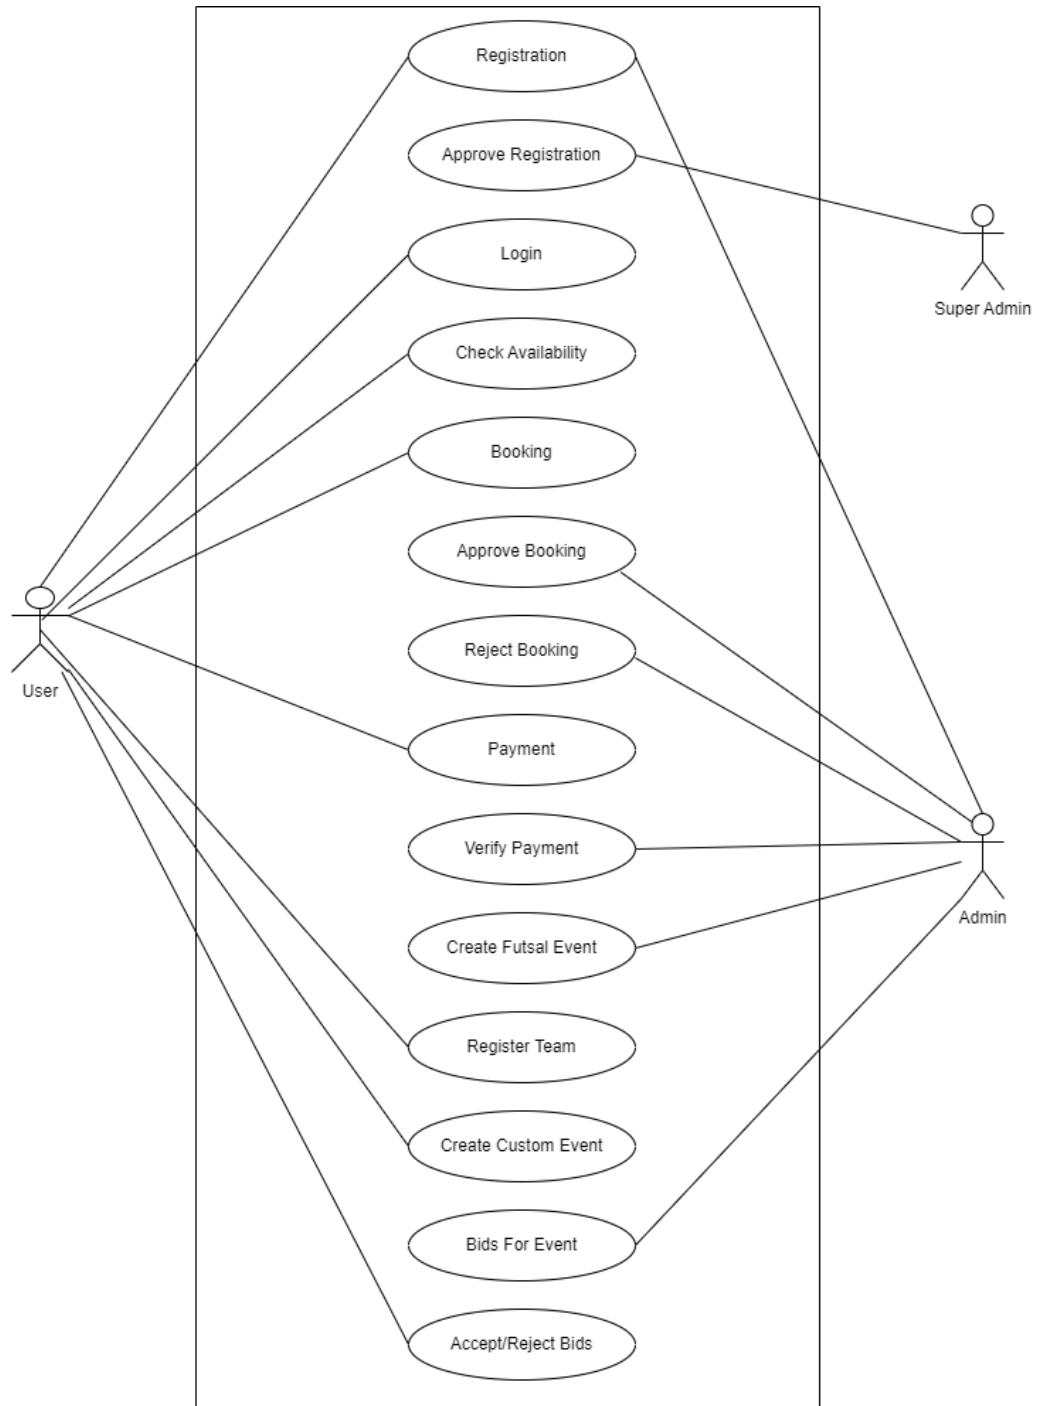 Registration
Approve Registration
Login
Super Admin
Check Availability
Booking
Approve Booking
Reject Booking
User
Payment
Verify Payment
Admin
Create Futsal Event
Register Team
Create Custom Event
Bids For Event
Accept/Reject Bids